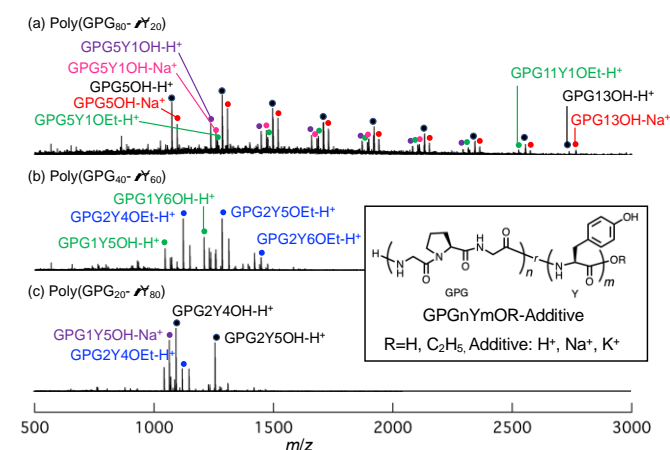 (a) Poly(GPG80-r-Y20)
GPG5Y1OH-H+
GPG5Y1OH-Na+
GPG5OH-H+
GPG5OH-Na+
GPG5Y1OEt-H+
GPG11Y1OEt-H+
GPG13OH-H+
GPG13OH-Na+
(b) Poly(GPG40-r-Y60)
GPG1Y6OH-H+
GPG2Y4OEt-H+
GPG2Y5OEt-H+
GPG1Y5OH-H+
GPG2Y6OEt-H+
(c) Poly(GPG20-r-Y80)
GPG2Y4OH-H+
GPG1Y5OH-Na+
GPG2Y5OH-H+
GPG2Y4OEt-H+
H
N
H
O
N
O
H
N
O
n
r
N
H
O
m
OR
OH
GPG
Y
GPGnYmOR-Additive
R=H, C2H5, Additive: H+, Na+, K+
500 1000 1500 2000 2500 3000
m/z